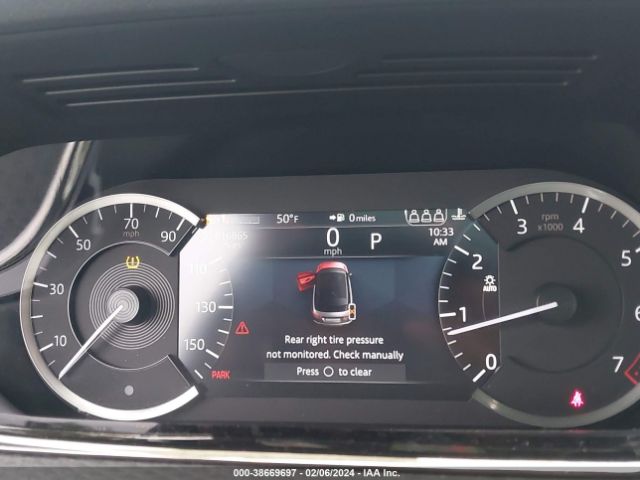 50°F
0 miles
0 mph
P
10:33 AM
10 30 50 70 90 110 130 150
mph
rpm x1000
0 1 2 3 4 5 6 7
AUTO
Rear right tire pressure
not monitored. Check manually
Press to clear
PARK
000-38669697 - 02/06/2024 - IAA Inc.